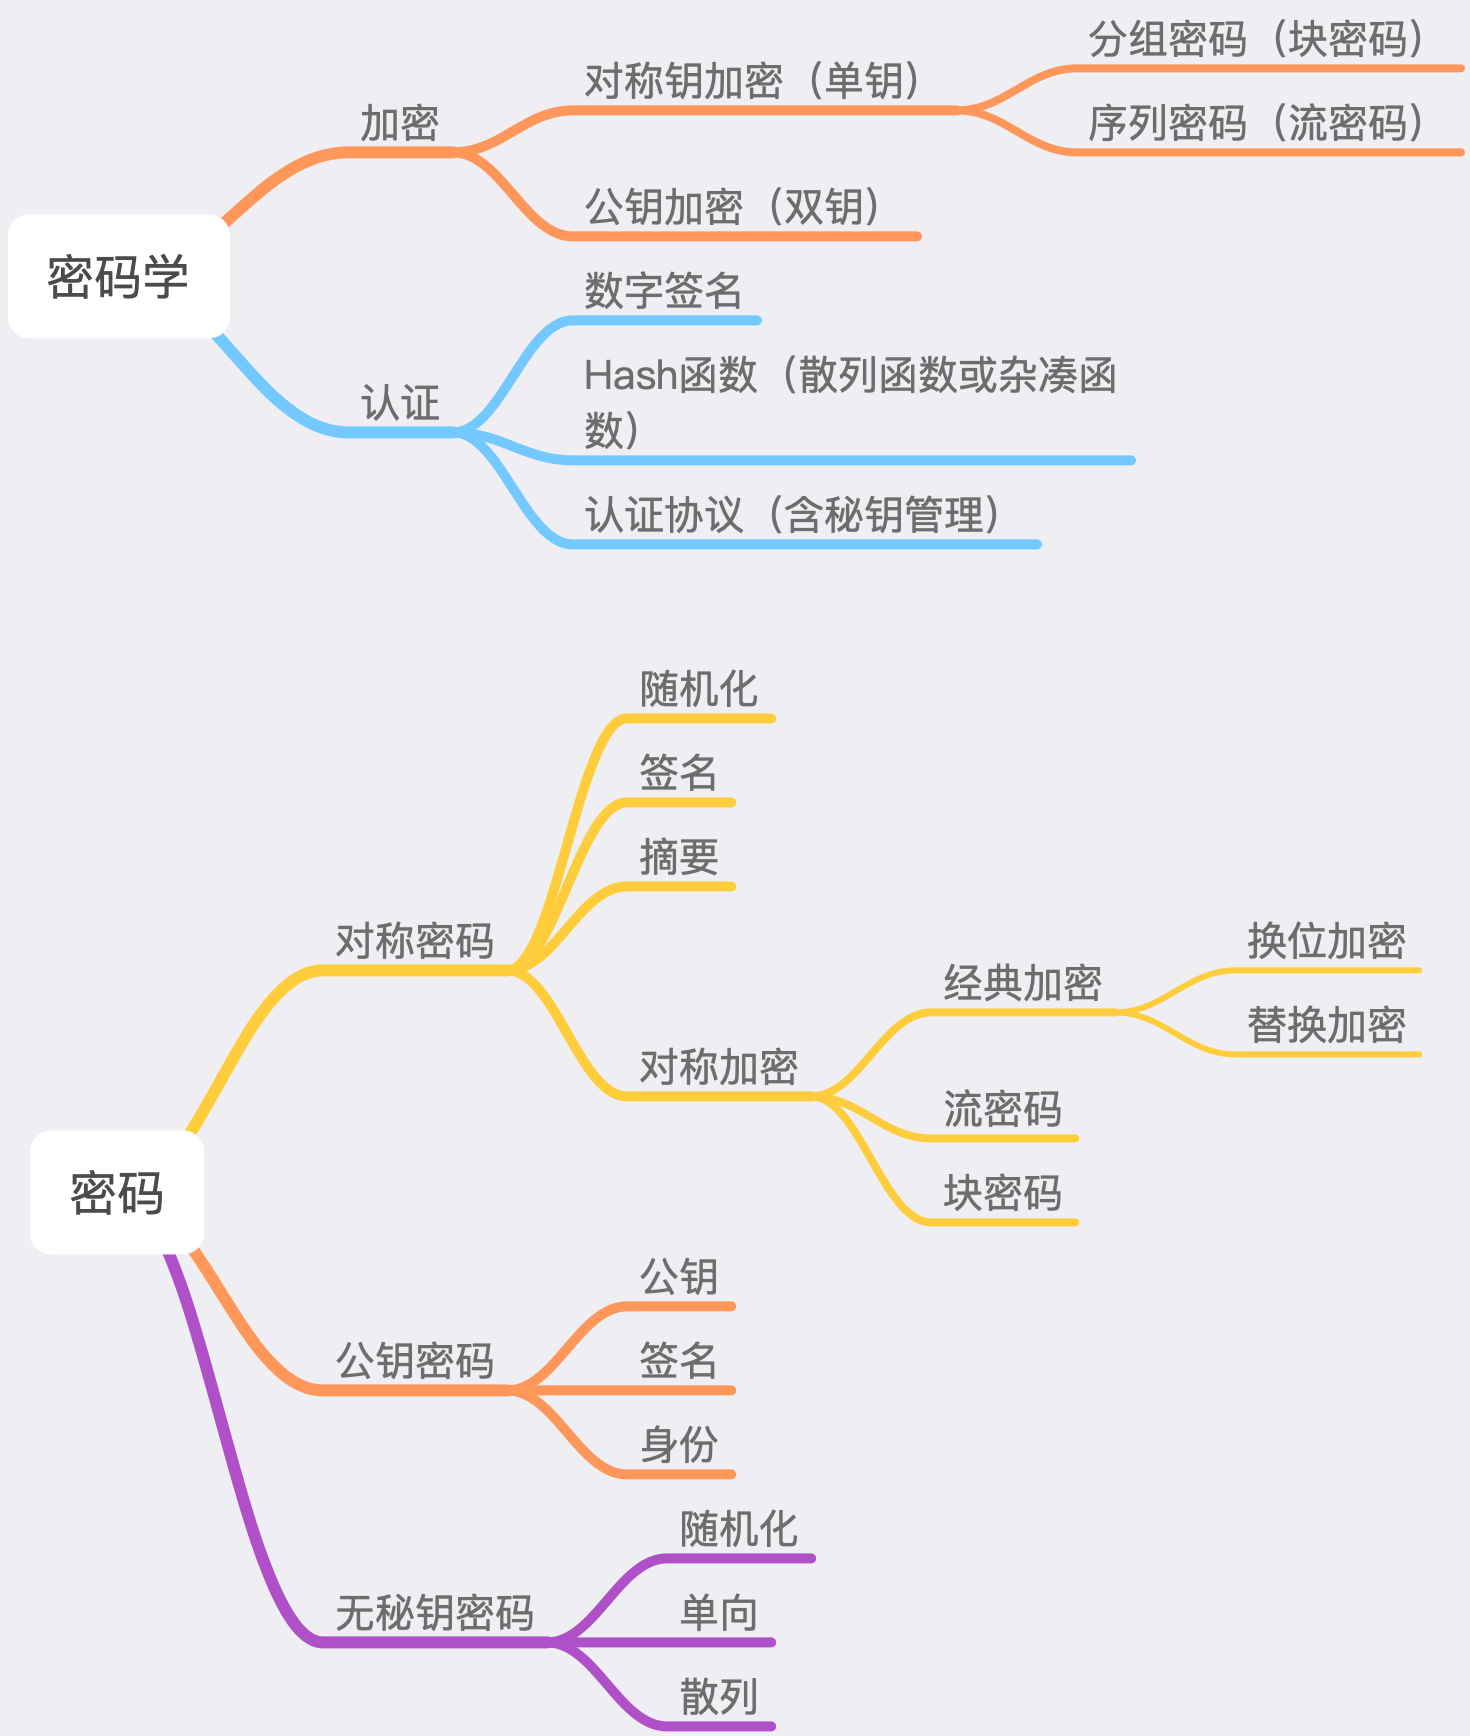 密码学
加密
对称钥加密（单钥）
分组密码（块密码）
序列密码（流密码）
公钥加密（双钥）
认证
数字签名
Hash函数（散列函数或杂凑函
数）
认证协议（含秘钥管理）
密码
对称密码
随机化
签名
摘要
对称加密
经典加密
换位加密
替换加密
流密码
块密码
公钥密码
公钥
签名
身份
无秘钥密码
随机化
单向
散列